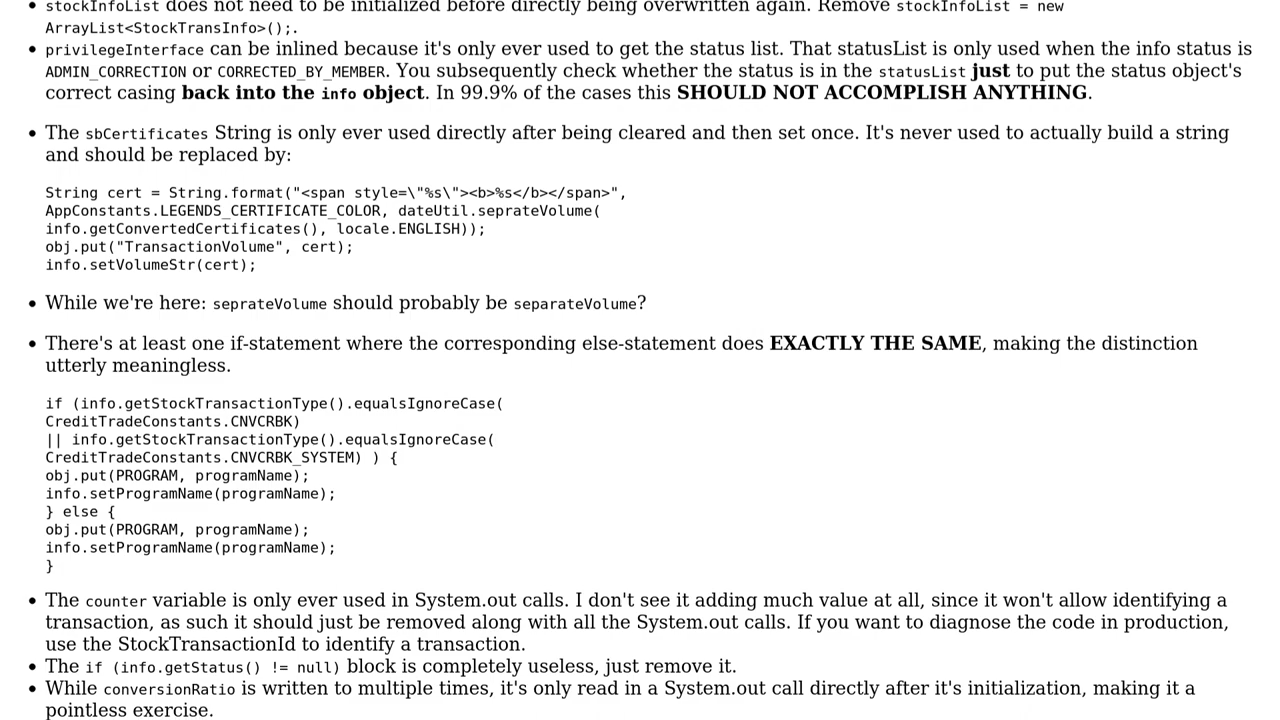 stockInfoList does not need to be initialized before directly being overwritten again. Remove stockInfoList = new
ArrayList<StockTransInfo>();.
privilegeInterface can be inlined because it's only ever used to get the status list. That statusList is only used when the info status is
ADMIN_CORRECTION or CORRECTED_BY_MEMBER. You subsequently check whether the status is in the statusList just to put the status object's
correct casing back into the info object. In 99.9% of the cases this SHOULD NOT ACCOMPLISH ANYTHING.
The sbCertificates String is only ever used directly after being cleared and then set once. It's never used to actually build a string
and should be replaced by:
String cert = String.format("<span style=\"%s\"><b>%s</b></span>",
AppConstants.LEGENDS_CERTIFICATE_COLOR, dateUtil.seprateVolume(
info.getConvertedCertificates(), locale.ENGLISH));
obj.put("TransactionVolume", cert);
info.setVolumeStr(cert);
While we're here: seprateVolume should probably be separateVolume?
There's at least one if-statement where the corresponding else-statement does EXACTLY THE SAME, making the distinction
utterly meaningless.
if (info.getStockTransactionType().equalsIgnoreCase(
CreditTradeConstants.CNVCRBK)
|| info.getStockTransactionType().equalsIgnoreCase(
CreditTradeConstants.CNVCRBK_SYSTEM) ) {
obj.put(PROGRAM, programName);
info.setProgramName(programName);
} else {
obj.put(PROGRAM, programName);
info.setProgramName(programName);
}
The counter variable is only ever used in System.out calls. I don't see it adding much value at all, since it won't allow identifying a
transaction, as such it should just be removed along with all the System.out calls. If you want to diagnose the code in production,
use the StockTransactionId to identify a transaction.
The if (info.getStatus() != null) block is completely useless, just remove it.
While conversionRatio is written to multiple times, it's only read in a System.out call directly after it's initialization, making it a
pointless exercise.